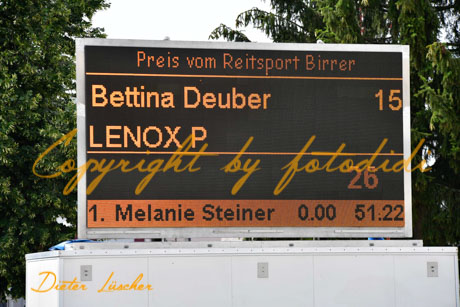 Preis vom Reitsport Birrer
Bettina Deuber 15
LENOX P
Copyright by fotodidi
26
1. Melanie Steiner 0.00 51.22
Dieter Lüscher